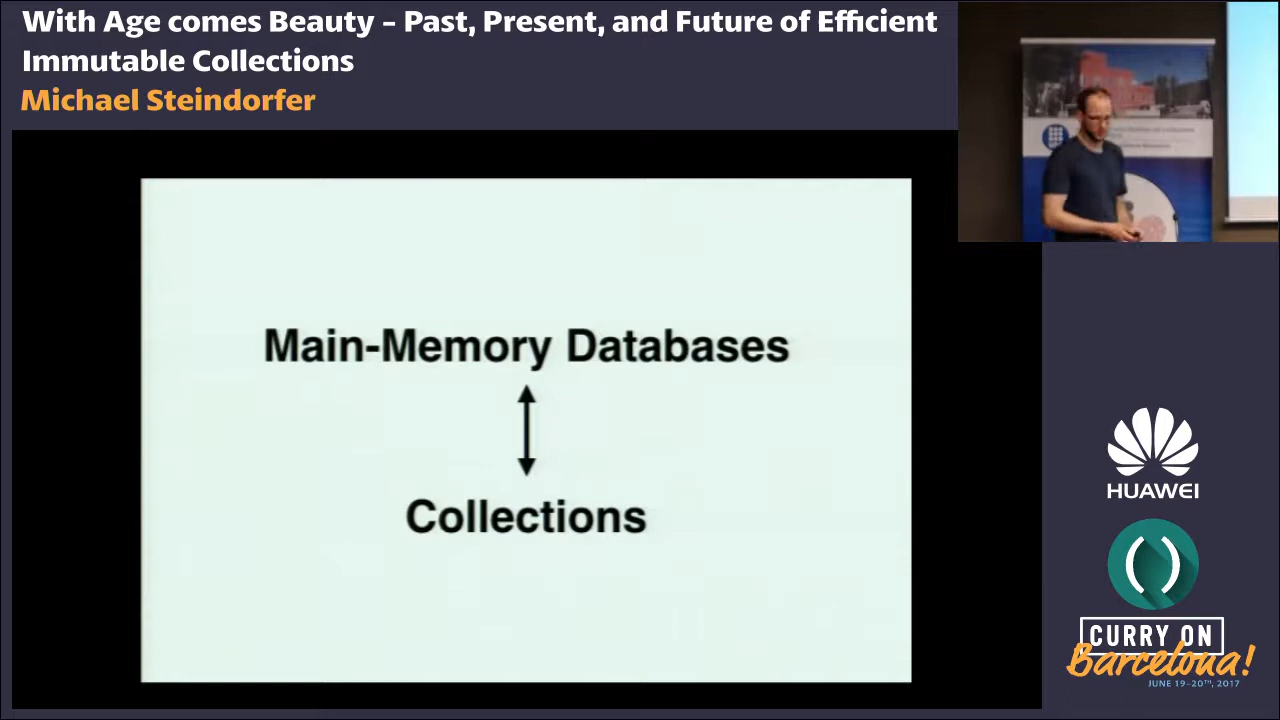 With Age comes Beauty – Past, Present, and Future of Efficient
Immutable Collections
Michael Steindorfer
Main-Memory Databases
Collections
HUAWEI
CURRY ON
Barcelona!
JUNE 19-20TH, 2017